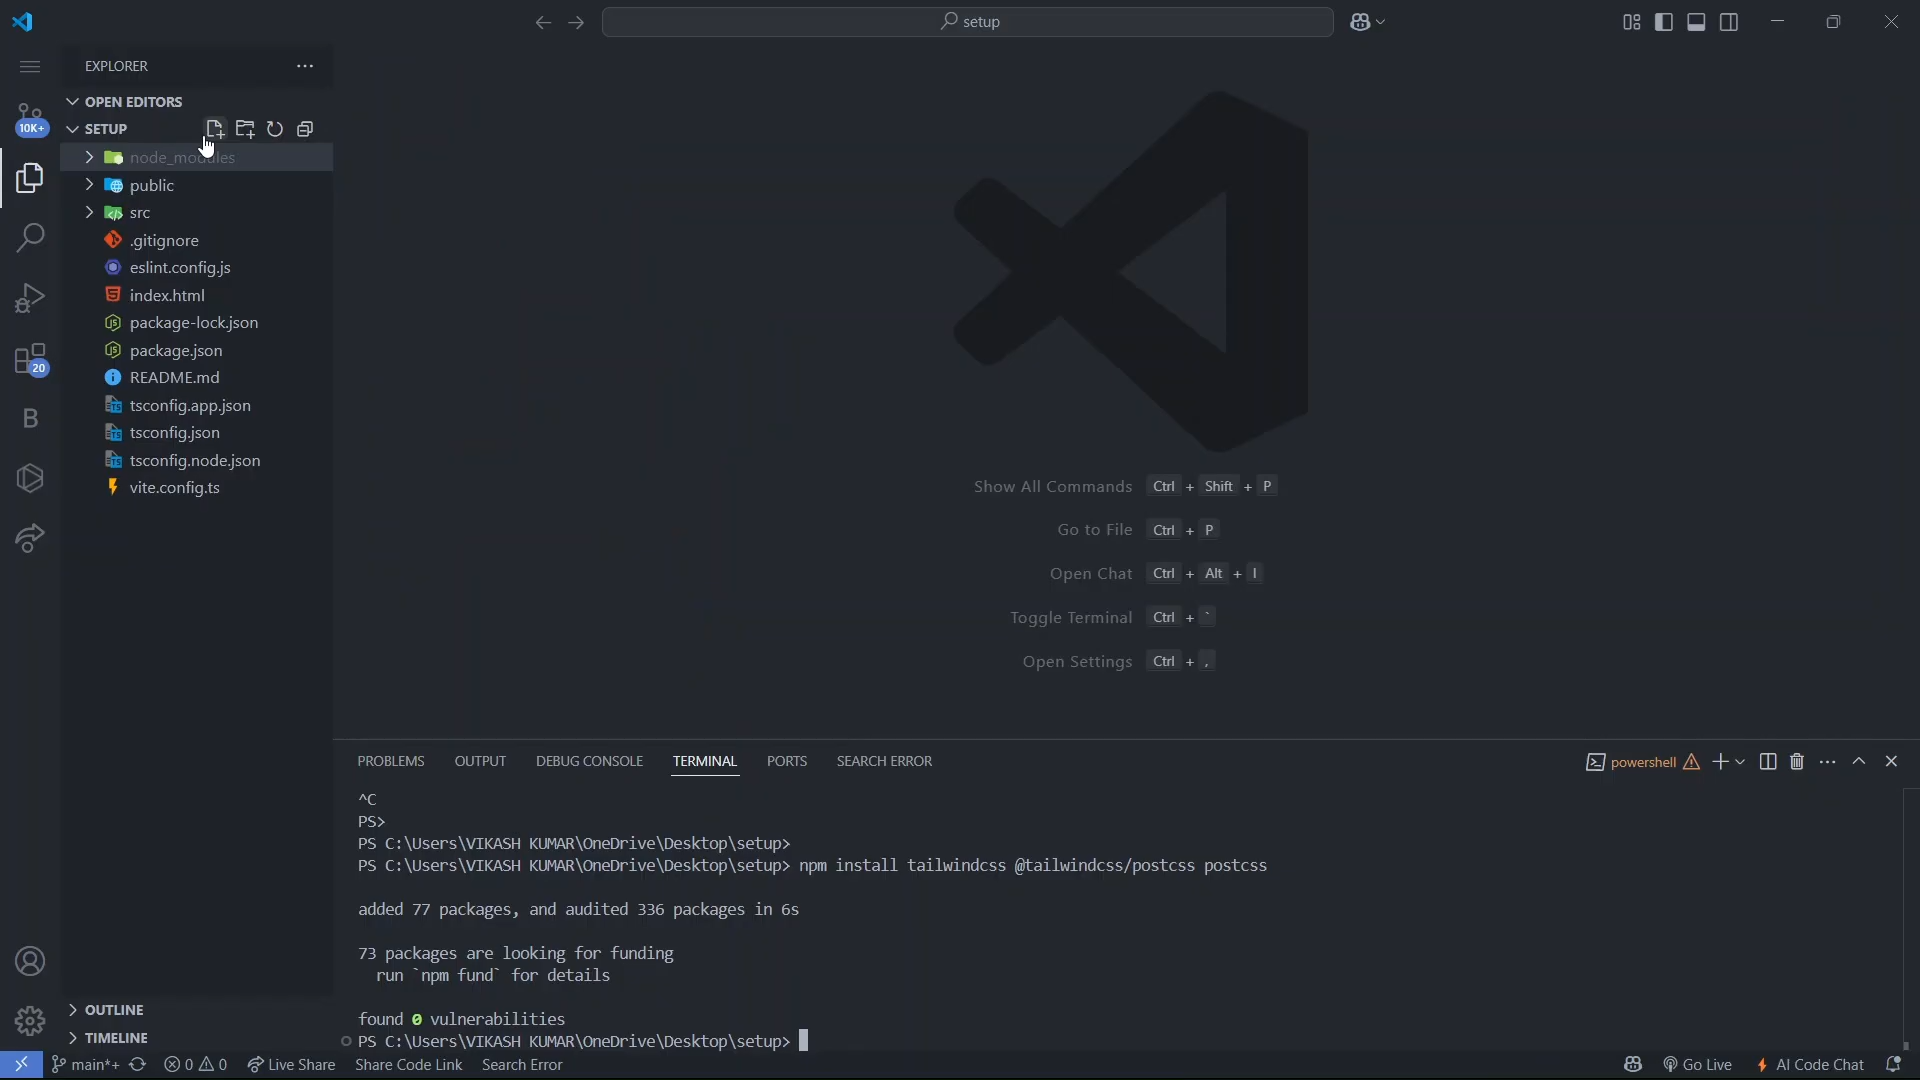 setup
EXPLORER
OPEN EDITORS
SETUP
10K+
node_modules
public
src
.gitignore
eslint.config.js
index.html
package-lock.json
package.json
20
README.md
tsconfig.app.json
tsconfig.json
tsconfig.node.json
vite.config.ts
Show All Commands Ctrl + Shift + P
Go to File Ctrl + P
Open Chat Ctrl + Alt + I
Toggle Terminal Ctrl + `
Open Settings Ctrl + ,
PROBLEMS OUTPUT DEBUG CONSOLE TERMINAL PORTS SEARCH ERROR
powershell
^C
PS>
PS C:\Users\VIKASH KUMAR\OneDrive\Desktop\setup>
PS C:\Users\VIKASH KUMAR\OneDrive\Desktop\setup> npm install tailwindcss @tailwindcss/postcss postcss
added 77 packages, and audited 336 packages in 6s
73 packages are looking for funding
run `npm fund` for details
found 0 vulnerabilities
PS C:\Users\VIKASH KUMAR\OneDrive\Desktop\setup>
OUTLINE
TIMELINE
main*+ 0 0 Live Share Share Code Link Search Error Go Live AI Code Chat